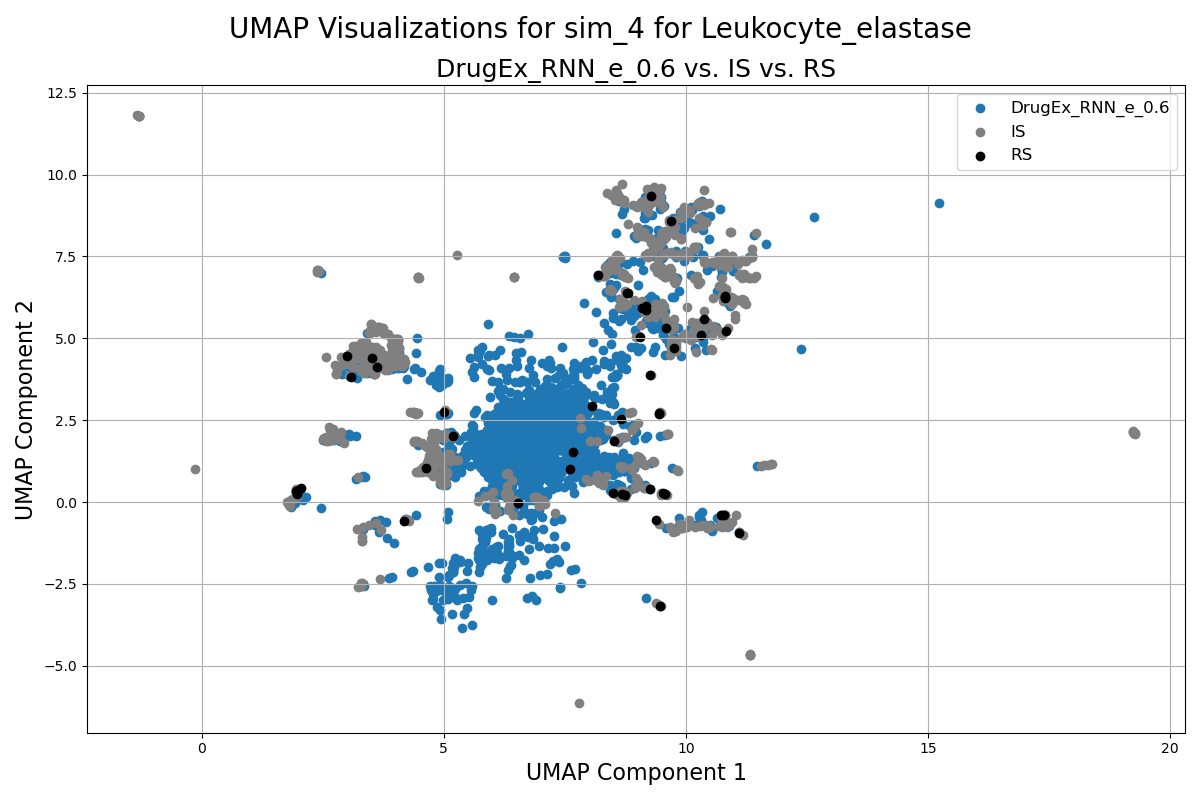 UMAP Visualizations for sim_4 for Leukocyte_elastase
DrugEx_RNN_e_0.6 vs. IS vs. RS
DrugEx_RNN_e_0.6
IS
RS
UMAP Component 2
12.5
10.0
7.5
5.0
2.5
0.0
−2.5
−5.0
0
5
10
15
20
UMAP Component 1